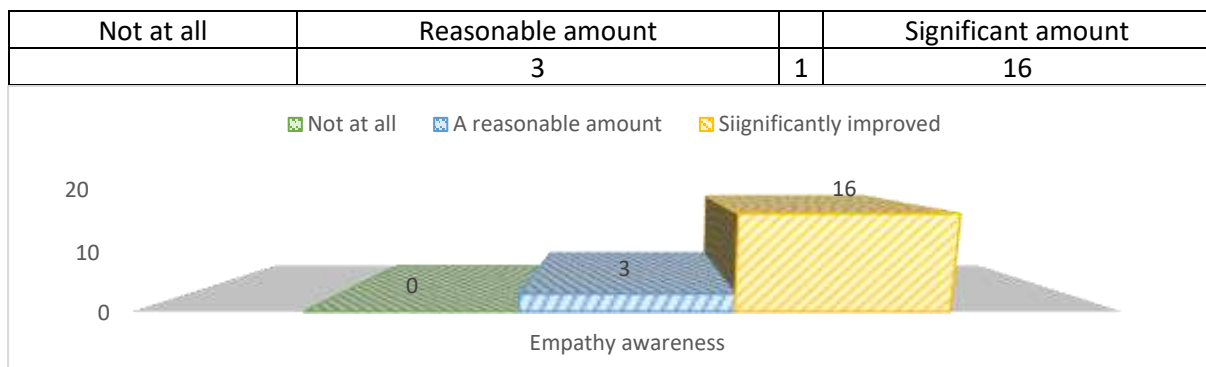 Not at all Reasonable amount Significant amount
3 1 16
Not at all A reasonable amount Siignificantly improved
20
16
10
3
0
0
Empathy awareness